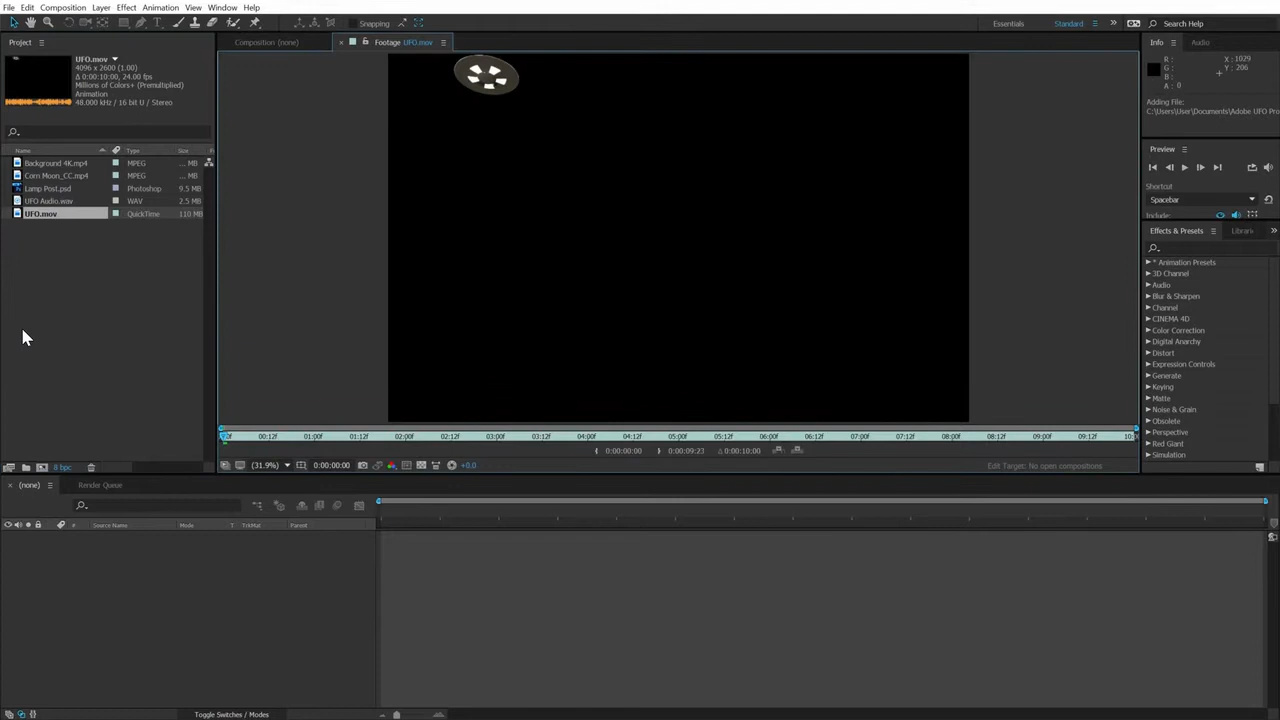 File Edit Composition Layer Effect Animation View Window Help
Snapping
Essentials Standard Search Help
Project
Composition (none) Footage UFO.mov
Info Audio
UFO.mov
4096 x 2600 (1.00)
Δ 0:00:10:00, 24.00 fps
Millions of Colors+ (Premultiplied)
Animation
48.000 kHz / 16 bit U / Stereo
R :
G :
B :
A : 0
X : 1029
Y : 206
Adding File:
C:\Users\User\Documents\Adobe UFO Pro
Preview
Shortcut
Spacebar
Include:
Effects & Presets Librari
Name Type Size F
Background 4K.mp4 MPEG ... MB
Corn Moon_CC.mp4 MPEG ... MB
Lamp Post.psd Photoshop 9.5 MB
UFO Audio.wav WAV 2.5 MB
UFO.mov QuickTime 110 MB
* Animation Presets
3D Channel
Audio
Blur & Sharpen
Channel
CINEMA 4D
Color Correction
Digital Anarchy
Distort
Expression Controls
Generate
Keying
Matte
Noise & Grain
Obsolete
Perspective
Red Giant
Simulation
00:12f 01:00f 01:12f 02:00f 02:12f 03:00f 03:12f 04:00f 04:12f 05:00f 05:12f 06:00f 06:12f 07:00f 07:12f 08:00f 08:12f 09:00f 09:12f 10:
0:00:00:00 0:00:09:23 Δ 0:00:10:00
8 bpc
(31.9%) 0:00:00:00 +0.0 Edit Target: No open compositions
(none) Render Queue
# Source Name Mode T TrkMat Parent
Toggle Switches / Modes